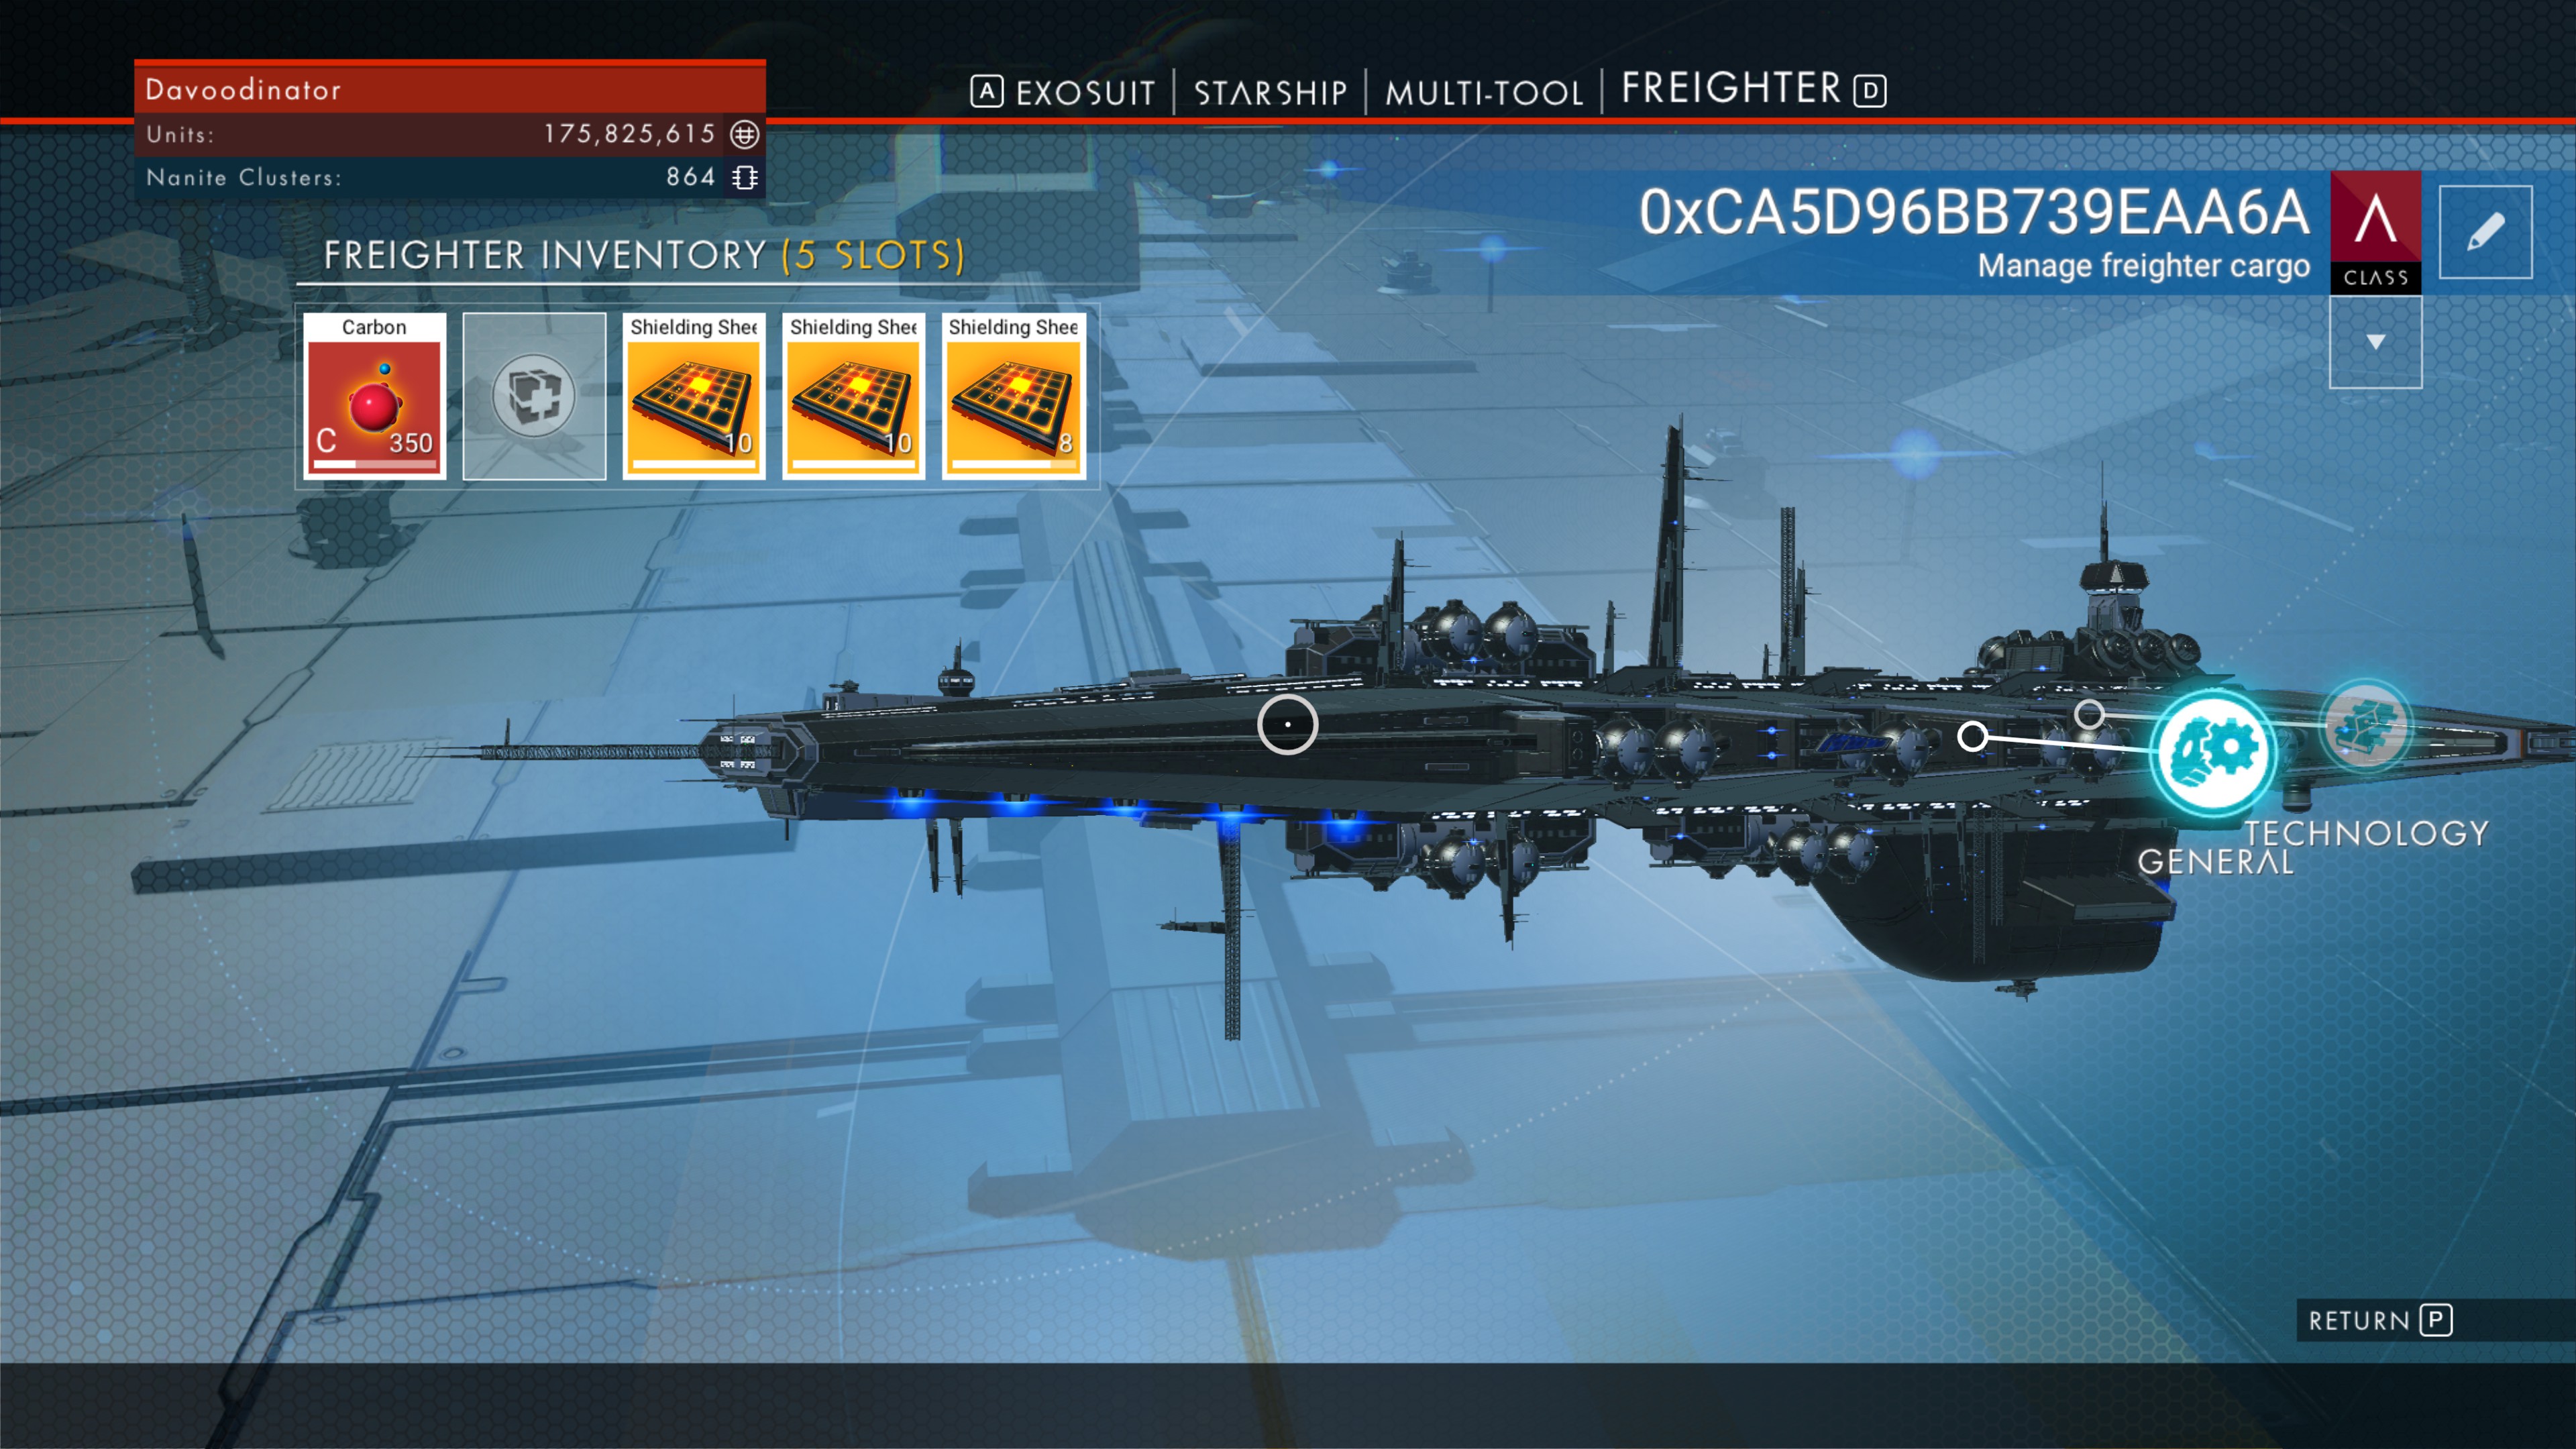 Davoodinator
Units: 175,825,615
Nanite Clusters: 864
A EXOSUIT STARSHIP MULTI-TOOL FREIGHTER D
0xCA5D96BB739EAA6A
Manage freighter cargo
CLASS
FREIGHTER INVENTORY (5 SLOTS)
Carbon
C 350
Shielding Shee
10
Shielding Shee
10
Shielding Shee
8
TECHNOLOGY
GENERAL
RETURN P